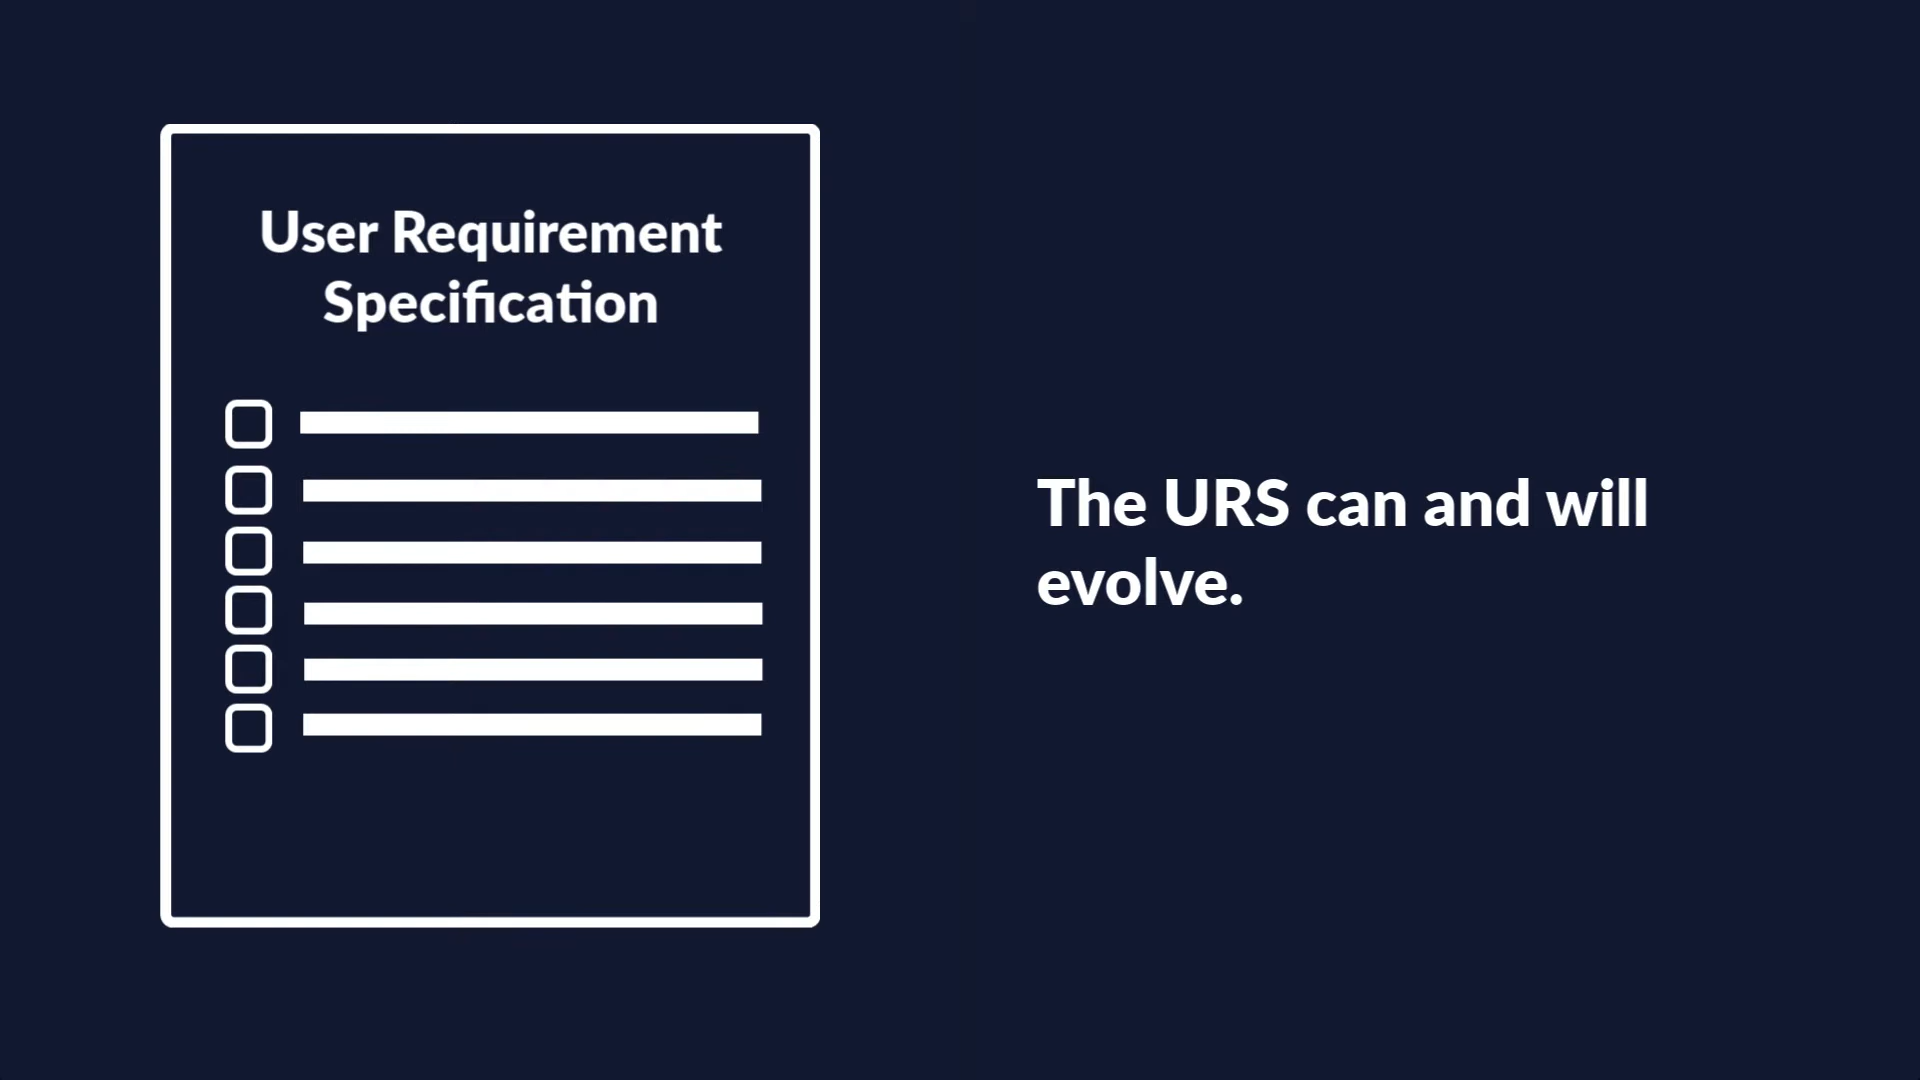 User Requirement
Specification
The URS can and will
evolve.